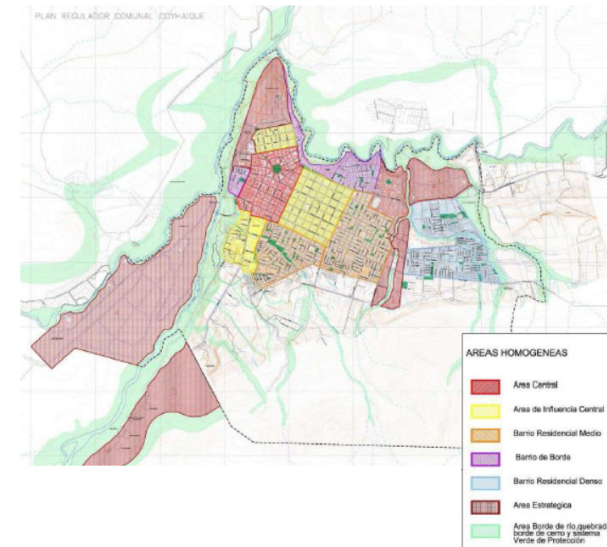 PLAN REGULADOR COMUNAL COYHAIQUE
AREAS HOMOGENEAS
Area Central
Area de Influencia Central
Barrio Residencial Medio
Barrio de Borde
Barrio Residencial Denso
Area Estrategica
Area Borde de río,quebrad
borde de cerro y sistema
Verde de Protección